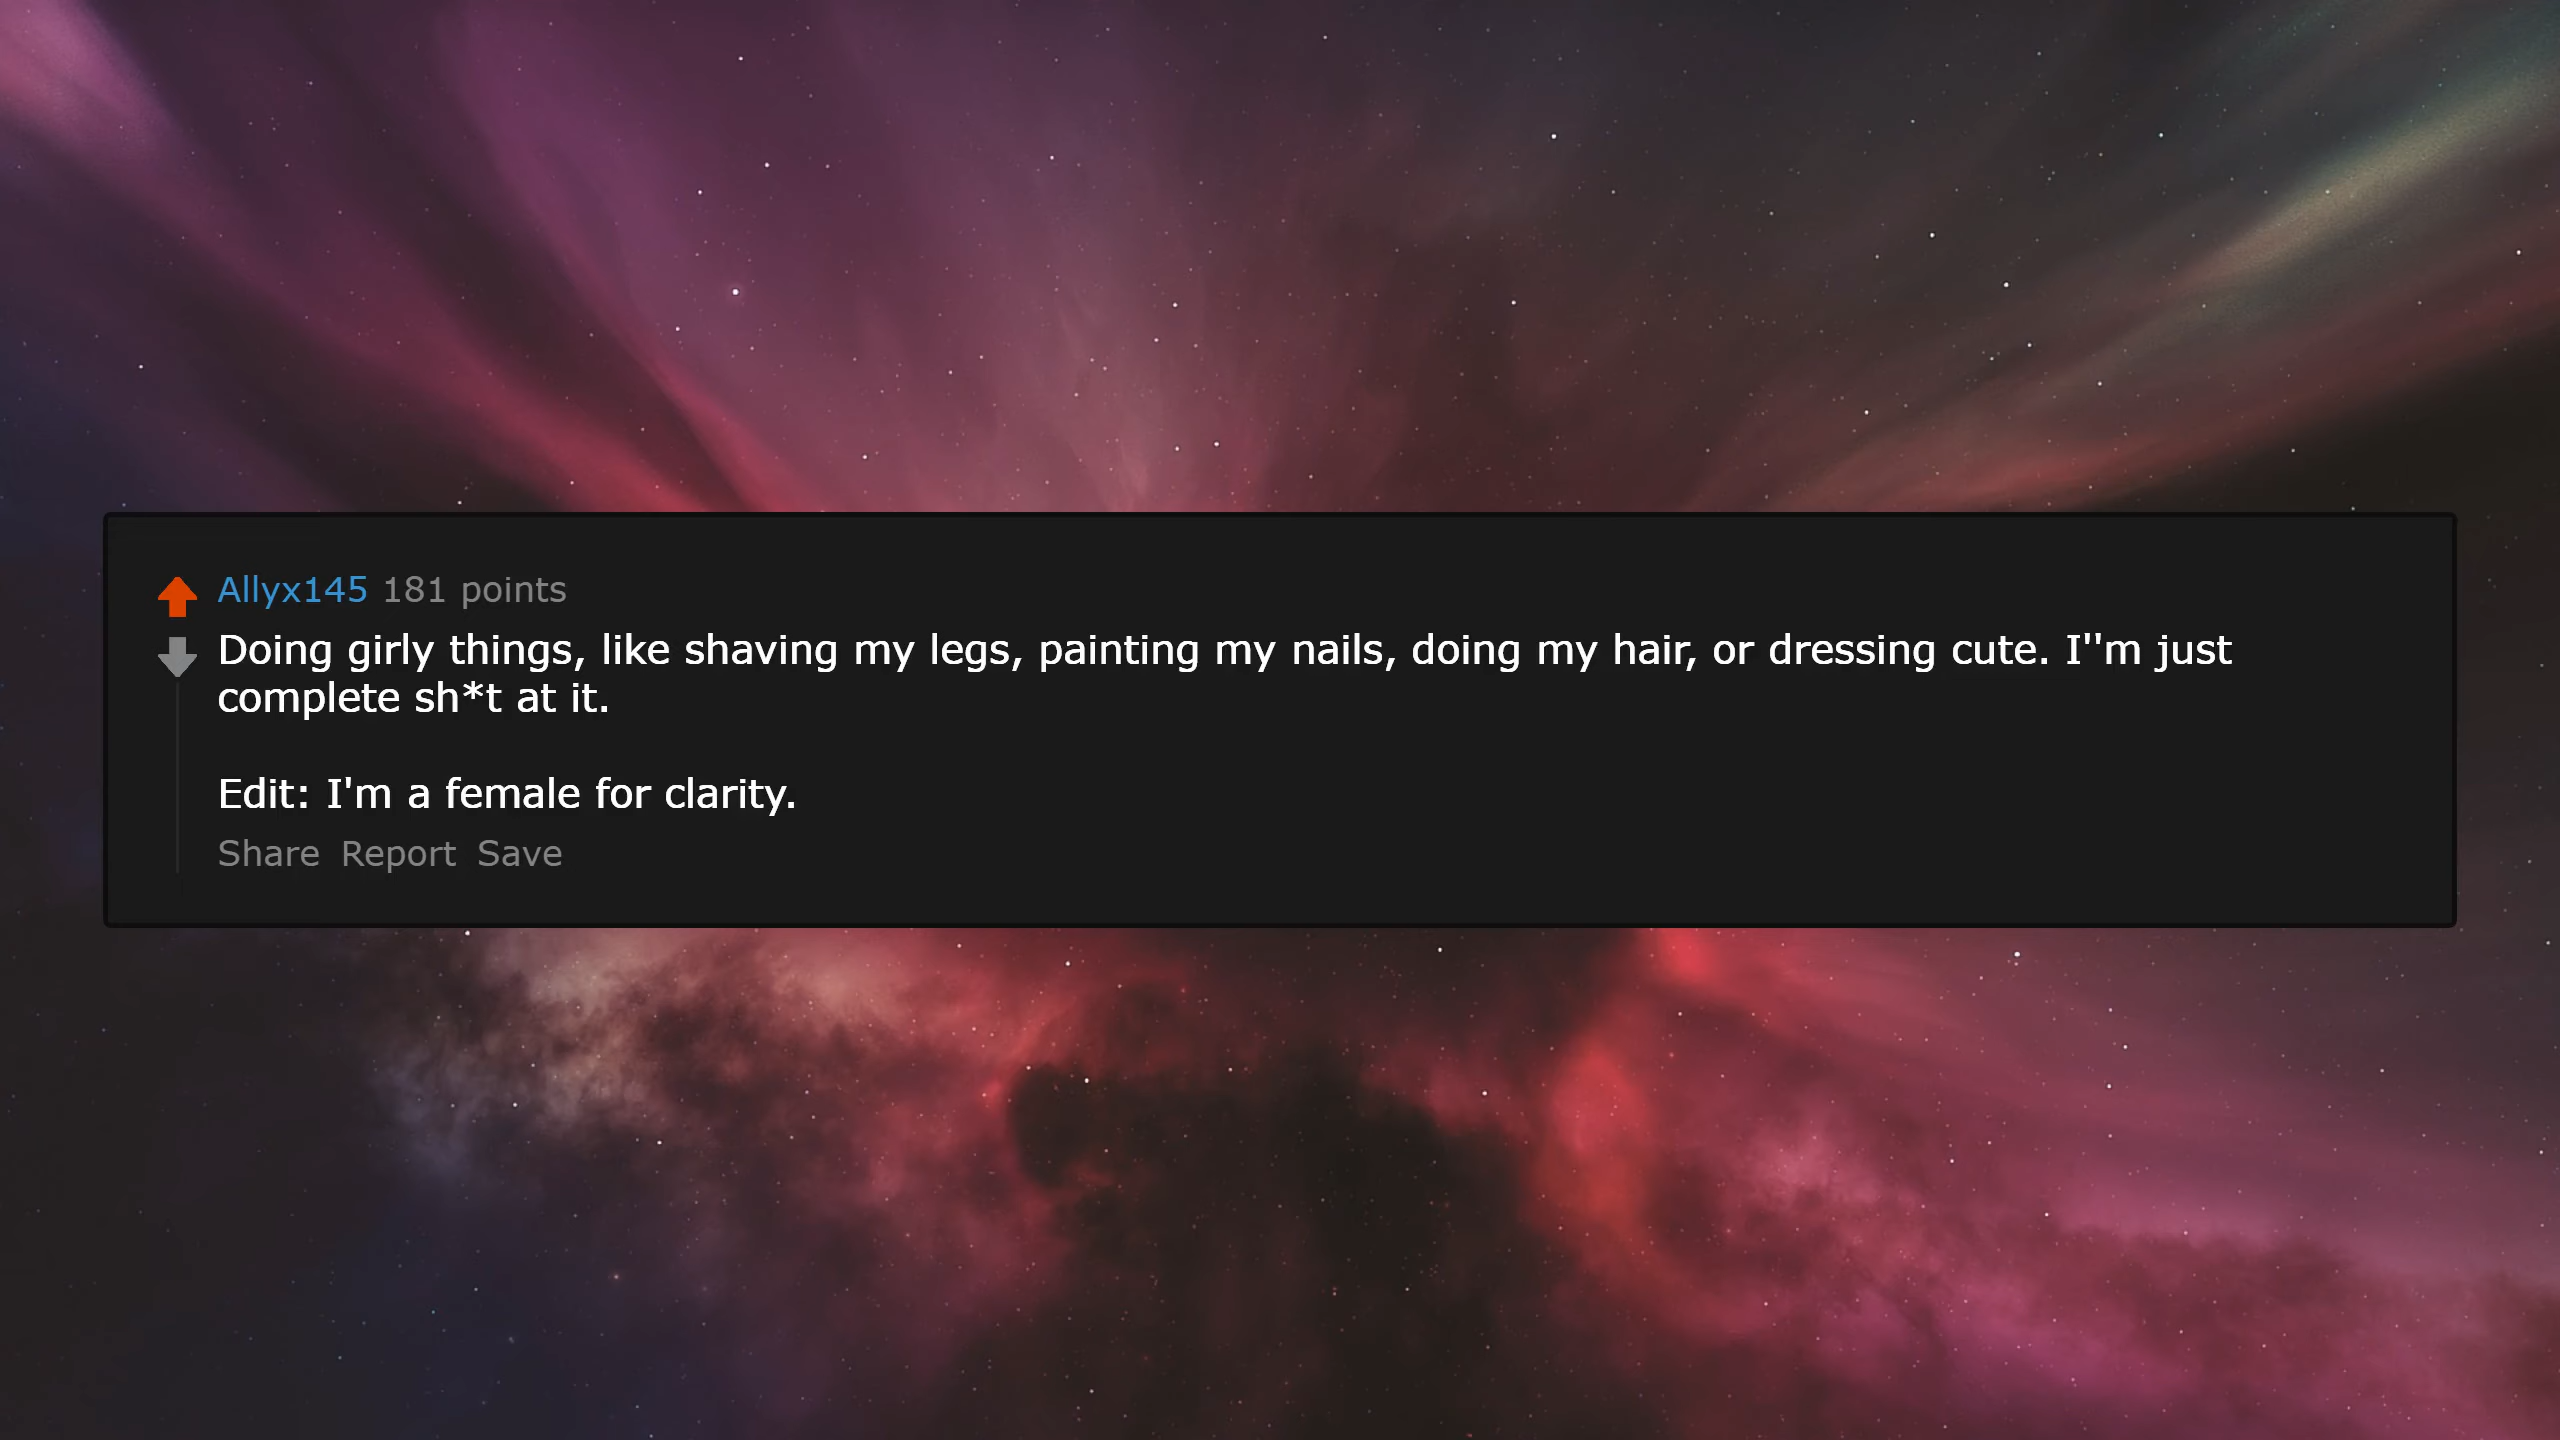 Allyx145 181 points
Doing girly things, like shaving my legs, painting my nails, doing my hair, or dressing cute. I''m just
complete sh*t at it.
Edit: I'm a female for clarity.
Share Report Save